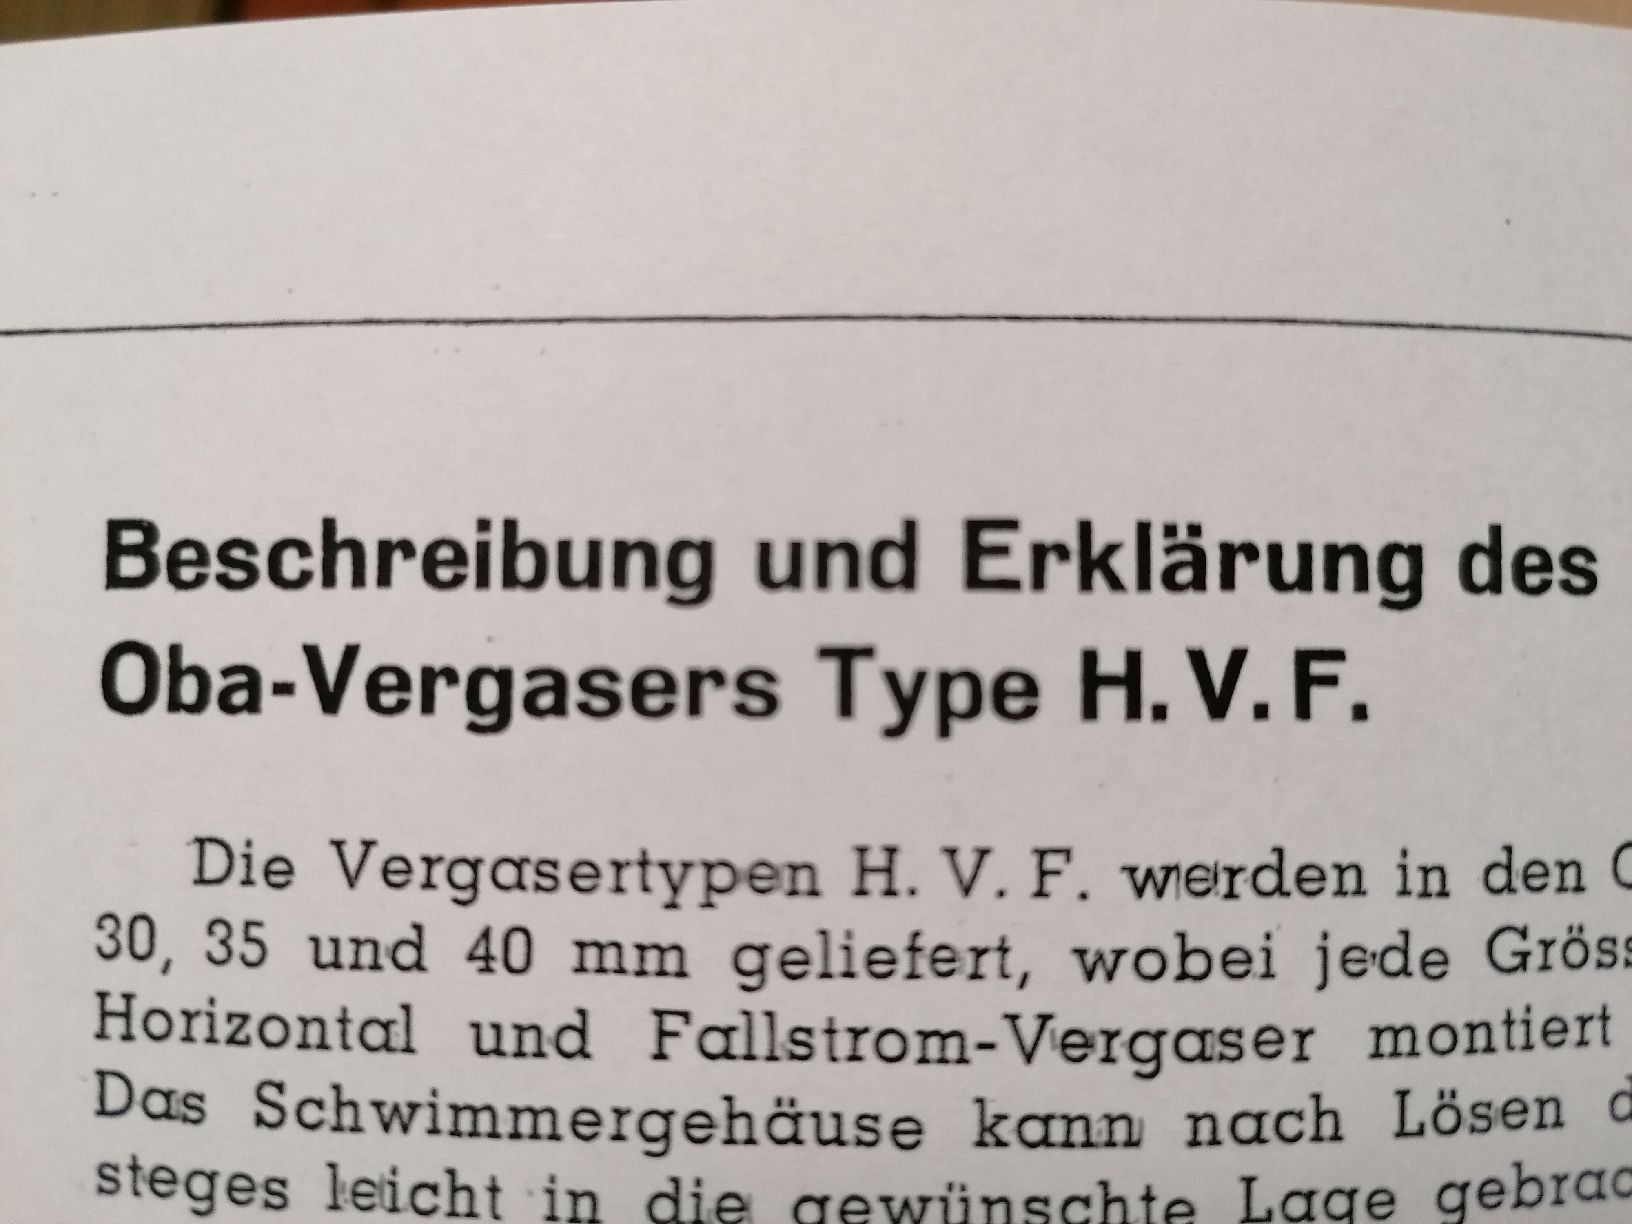 Beschreibung und Erklärung des
Oba-Vergasers Type H. V. F.
Die Vergasertypen H. V. F. werden in den
30, 35 und 40 mm geliefert, wobei jede
Horizontal und Fallstrom-Vergaser montiert
Das Schwimmergehäuse kann nach Lösen
steges leicht in die gewünschte Lage